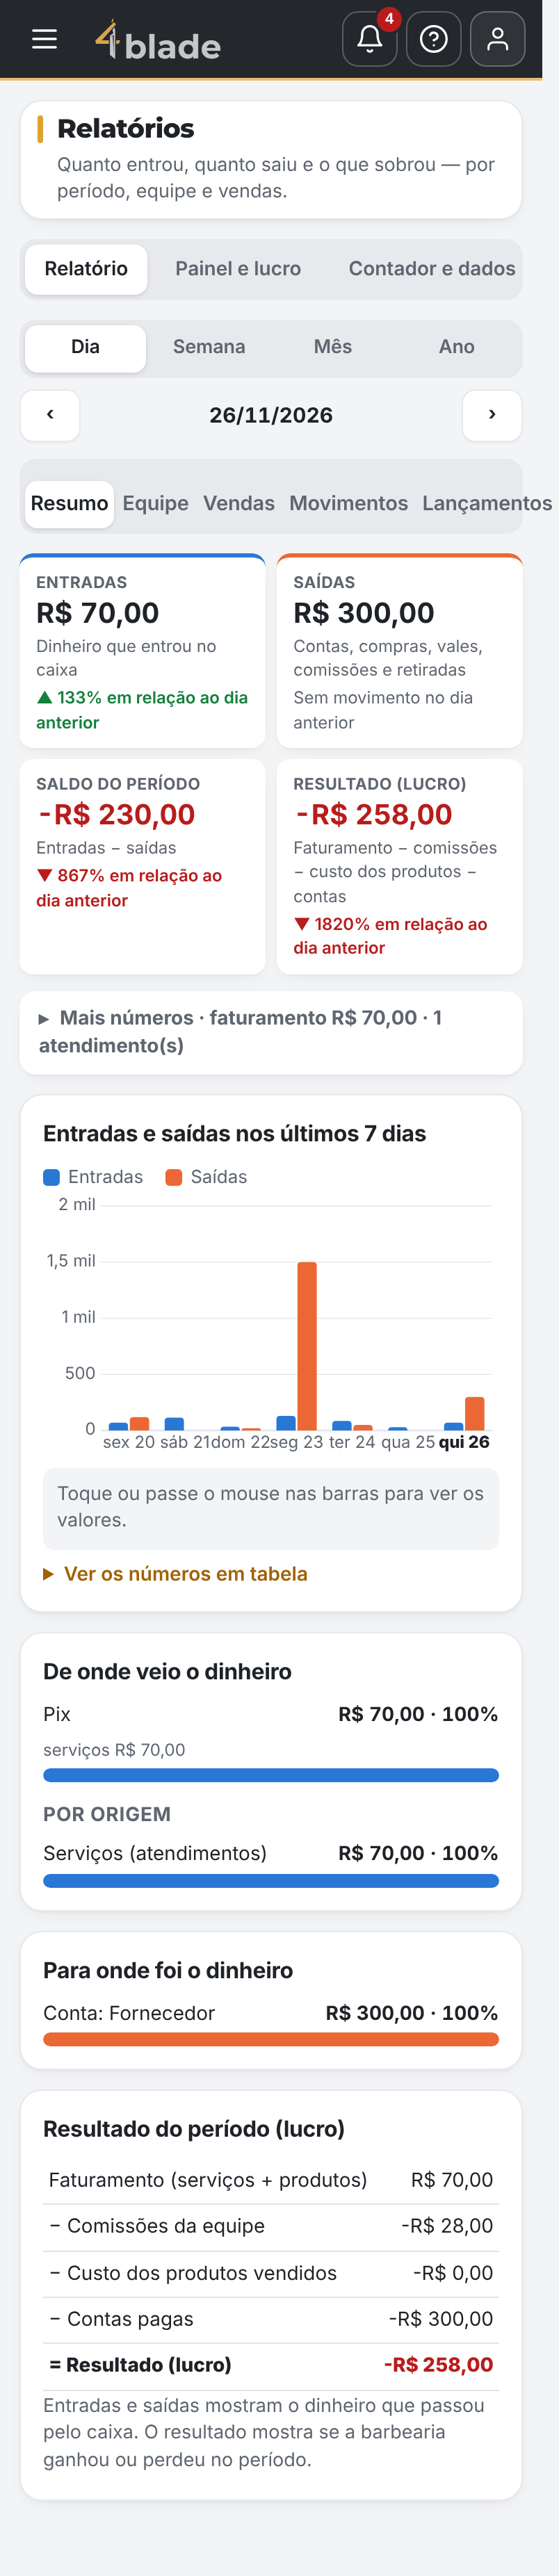 4blade
4
Relatórios
Quanto entrou, quanto saiu e o que sobrou — por
período, equipe e vendas.
Relatório Painel e lucro Contador e dados
Dia Semana Mês Ano
‹ 26/11/2026 ›
Resumo Equipe Vendas Movimentos Lançamentos
ENTRADAS
R$ 70,00
Dinheiro que entrou no
caixa
▲ 133% em relação ao dia
anterior
SAÍDAS
R$ 300,00
Contas, compras, vales,
comissões e retiradas
Sem movimento no dia
anterior
SALDO DO PERÍODO
-R$ 230,00
Entradas − saídas
▼ 867% em relação ao
dia anterior
RESULTADO (LUCRO)
-R$ 258,00
Faturamento − comissões
− custo dos produtos −
contas
▼ 1820% em relação ao
dia anterior
▸ Mais números · faturamento R$ 70,00 · 1
atendimento(s)
Entradas e saídas nos últimos 7 dias
Entradas Saídas
2 mil
1,5 mil
1 mil
500
0
sex 20 sáb 21 dom 22 seg 23 ter 24 qua 25 qui 26
Toque ou passe o mouse nas barras para ver os
valores.
▶ Ver os números em tabela
De onde veio o dinheiro
Pix R$ 70,00 · 100%
serviços R$ 70,00
POR ORIGEM
Serviços (atendimentos) R$ 70,00 · 100%
Para onde foi o dinheiro
Conta: Fornecedor R$ 300,00 · 100%
Resultado do período (lucro)
Faturamento (serviços + produtos) R$ 70,00
− Comissões da equipe -R$ 28,00
− Custo dos produtos vendidos -R$ 0,00
− Contas pagas -R$ 300,00
= Resultado (lucro) -R$ 258,00
Entradas e saídas mostram o dinheiro que passou
pelo caixa. O resultado mostra se a barbearia
ganhou ou perdeu no período.